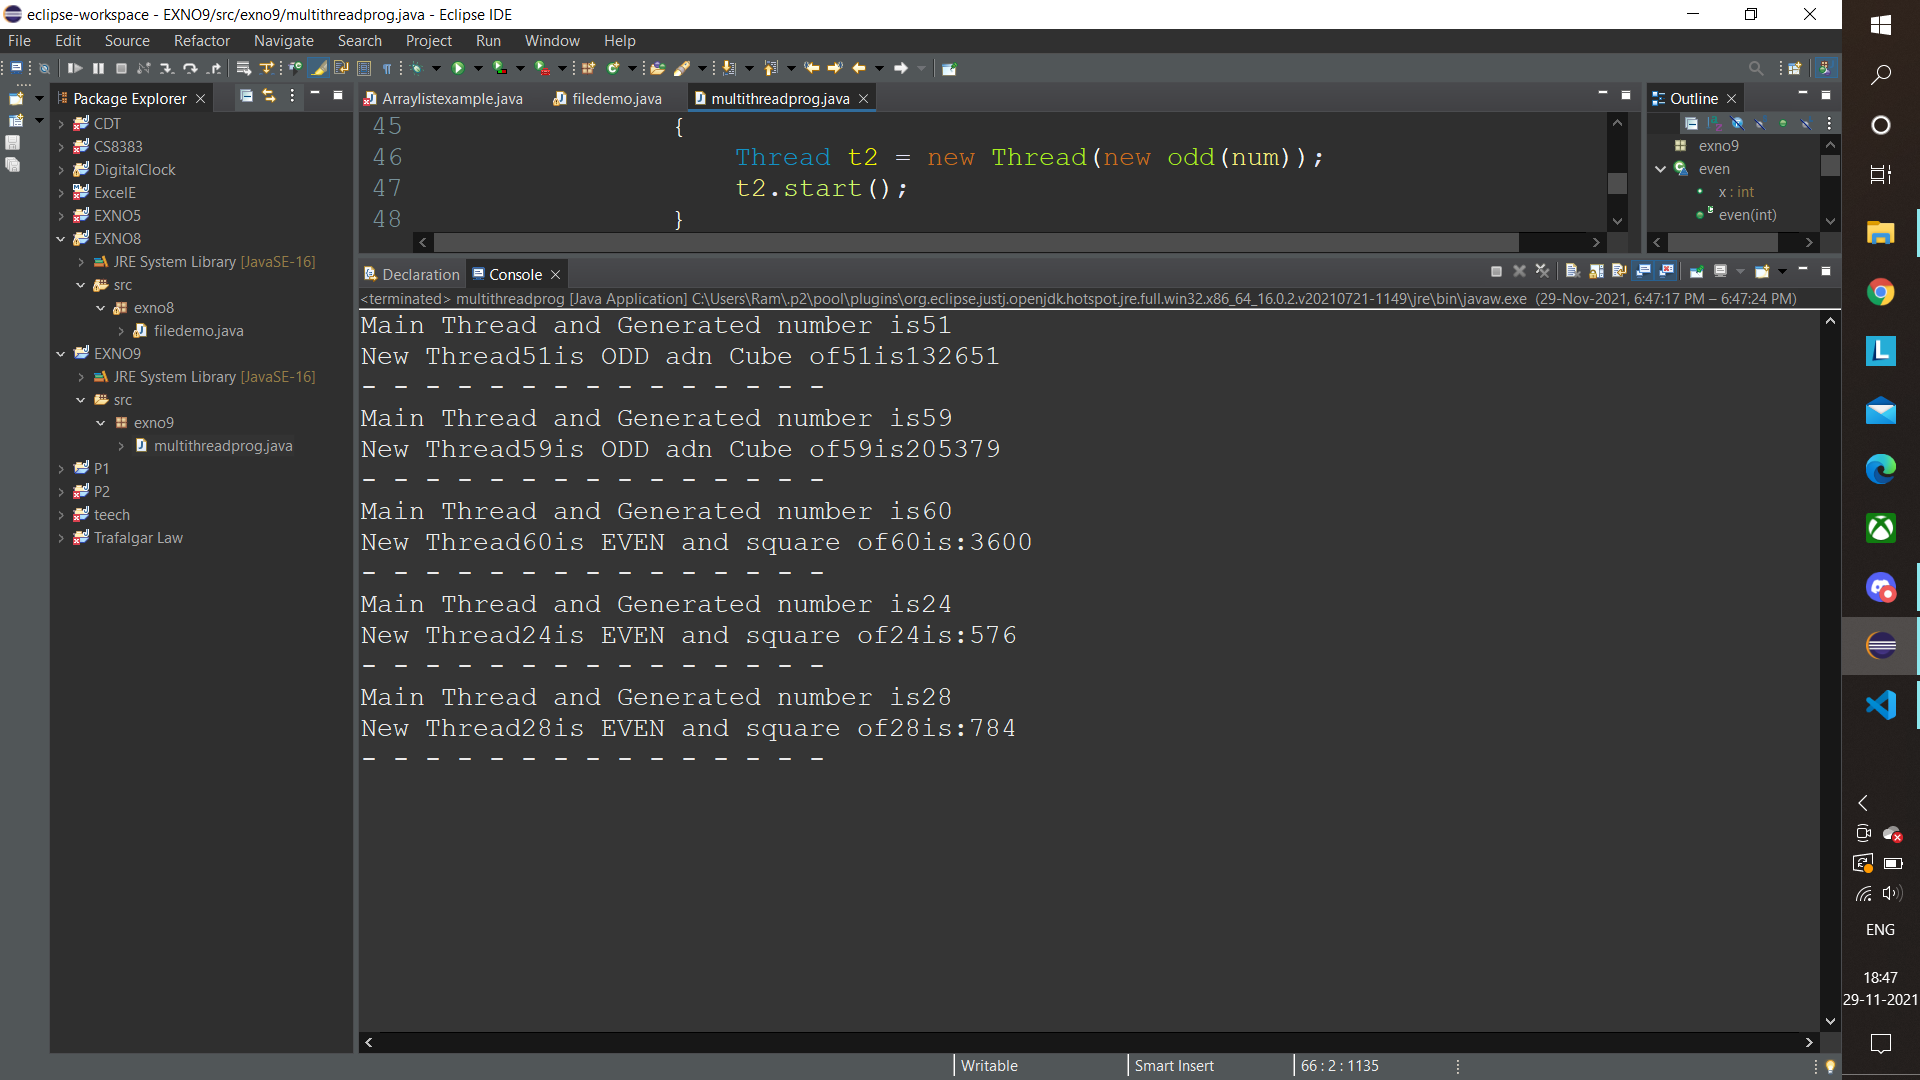 eclipse-workspace - EXNO9/src/exno9/multithreadprog.java - Eclipse IDE
File Edit Source Refactor Navigate Search Project Run Window Help
Package Explorer
CDT
CS8383
DigitalClock
ExcelE
EXNO5
EXNO8
JRE System Library [JavaSE-16]
src
exno8
filedemo.java
EXNO9
JRE System Library [JavaSE-16]
src
exno9
multithreadprog.java
P1
P2
teech
Trafalgar Law
Arraylistexample.java filedemo.java multithreadprog.java
45 {
46 Thread t2 = new Thread(new odd(num));
47 t2.start();
48 }
Outline
exno9
even
x : int
even(int)
Declaration Console
<terminated> multithreadprog [Java Application] C:\Users\Ram\.p2\pool\plugins\org.eclipse.justj.openjdk.hotspot.jre.full.win32.x86_64_16.0.2.v20210721-1149\jre\bin\javaw.exe (29-Nov-2021, 6:47:17 PM – 6:47:24 PM)
Main Thread and Generated number is51
New Thread51is ODD adn Cube of51is132651
- - - - - - - - - - - - - - -
Main Thread and Generated number is59
New Thread59is ODD adn Cube of59is205379
- - - - - - - - - - - - - - -
Main Thread and Generated number is60
New Thread60is EVEN and square of60is:3600
- - - - - - - - - - - - - - -
Main Thread and Generated number is24
New Thread24is EVEN and square of24is:576
- - - - - - - - - - - - - - -
Main Thread and Generated number is28
New Thread28is EVEN and square of28is:784
- - - - - - - - - - - - - - -
Writable Smart Insert 66 : 2 : 1135
ENG
18:47
29-11-2021